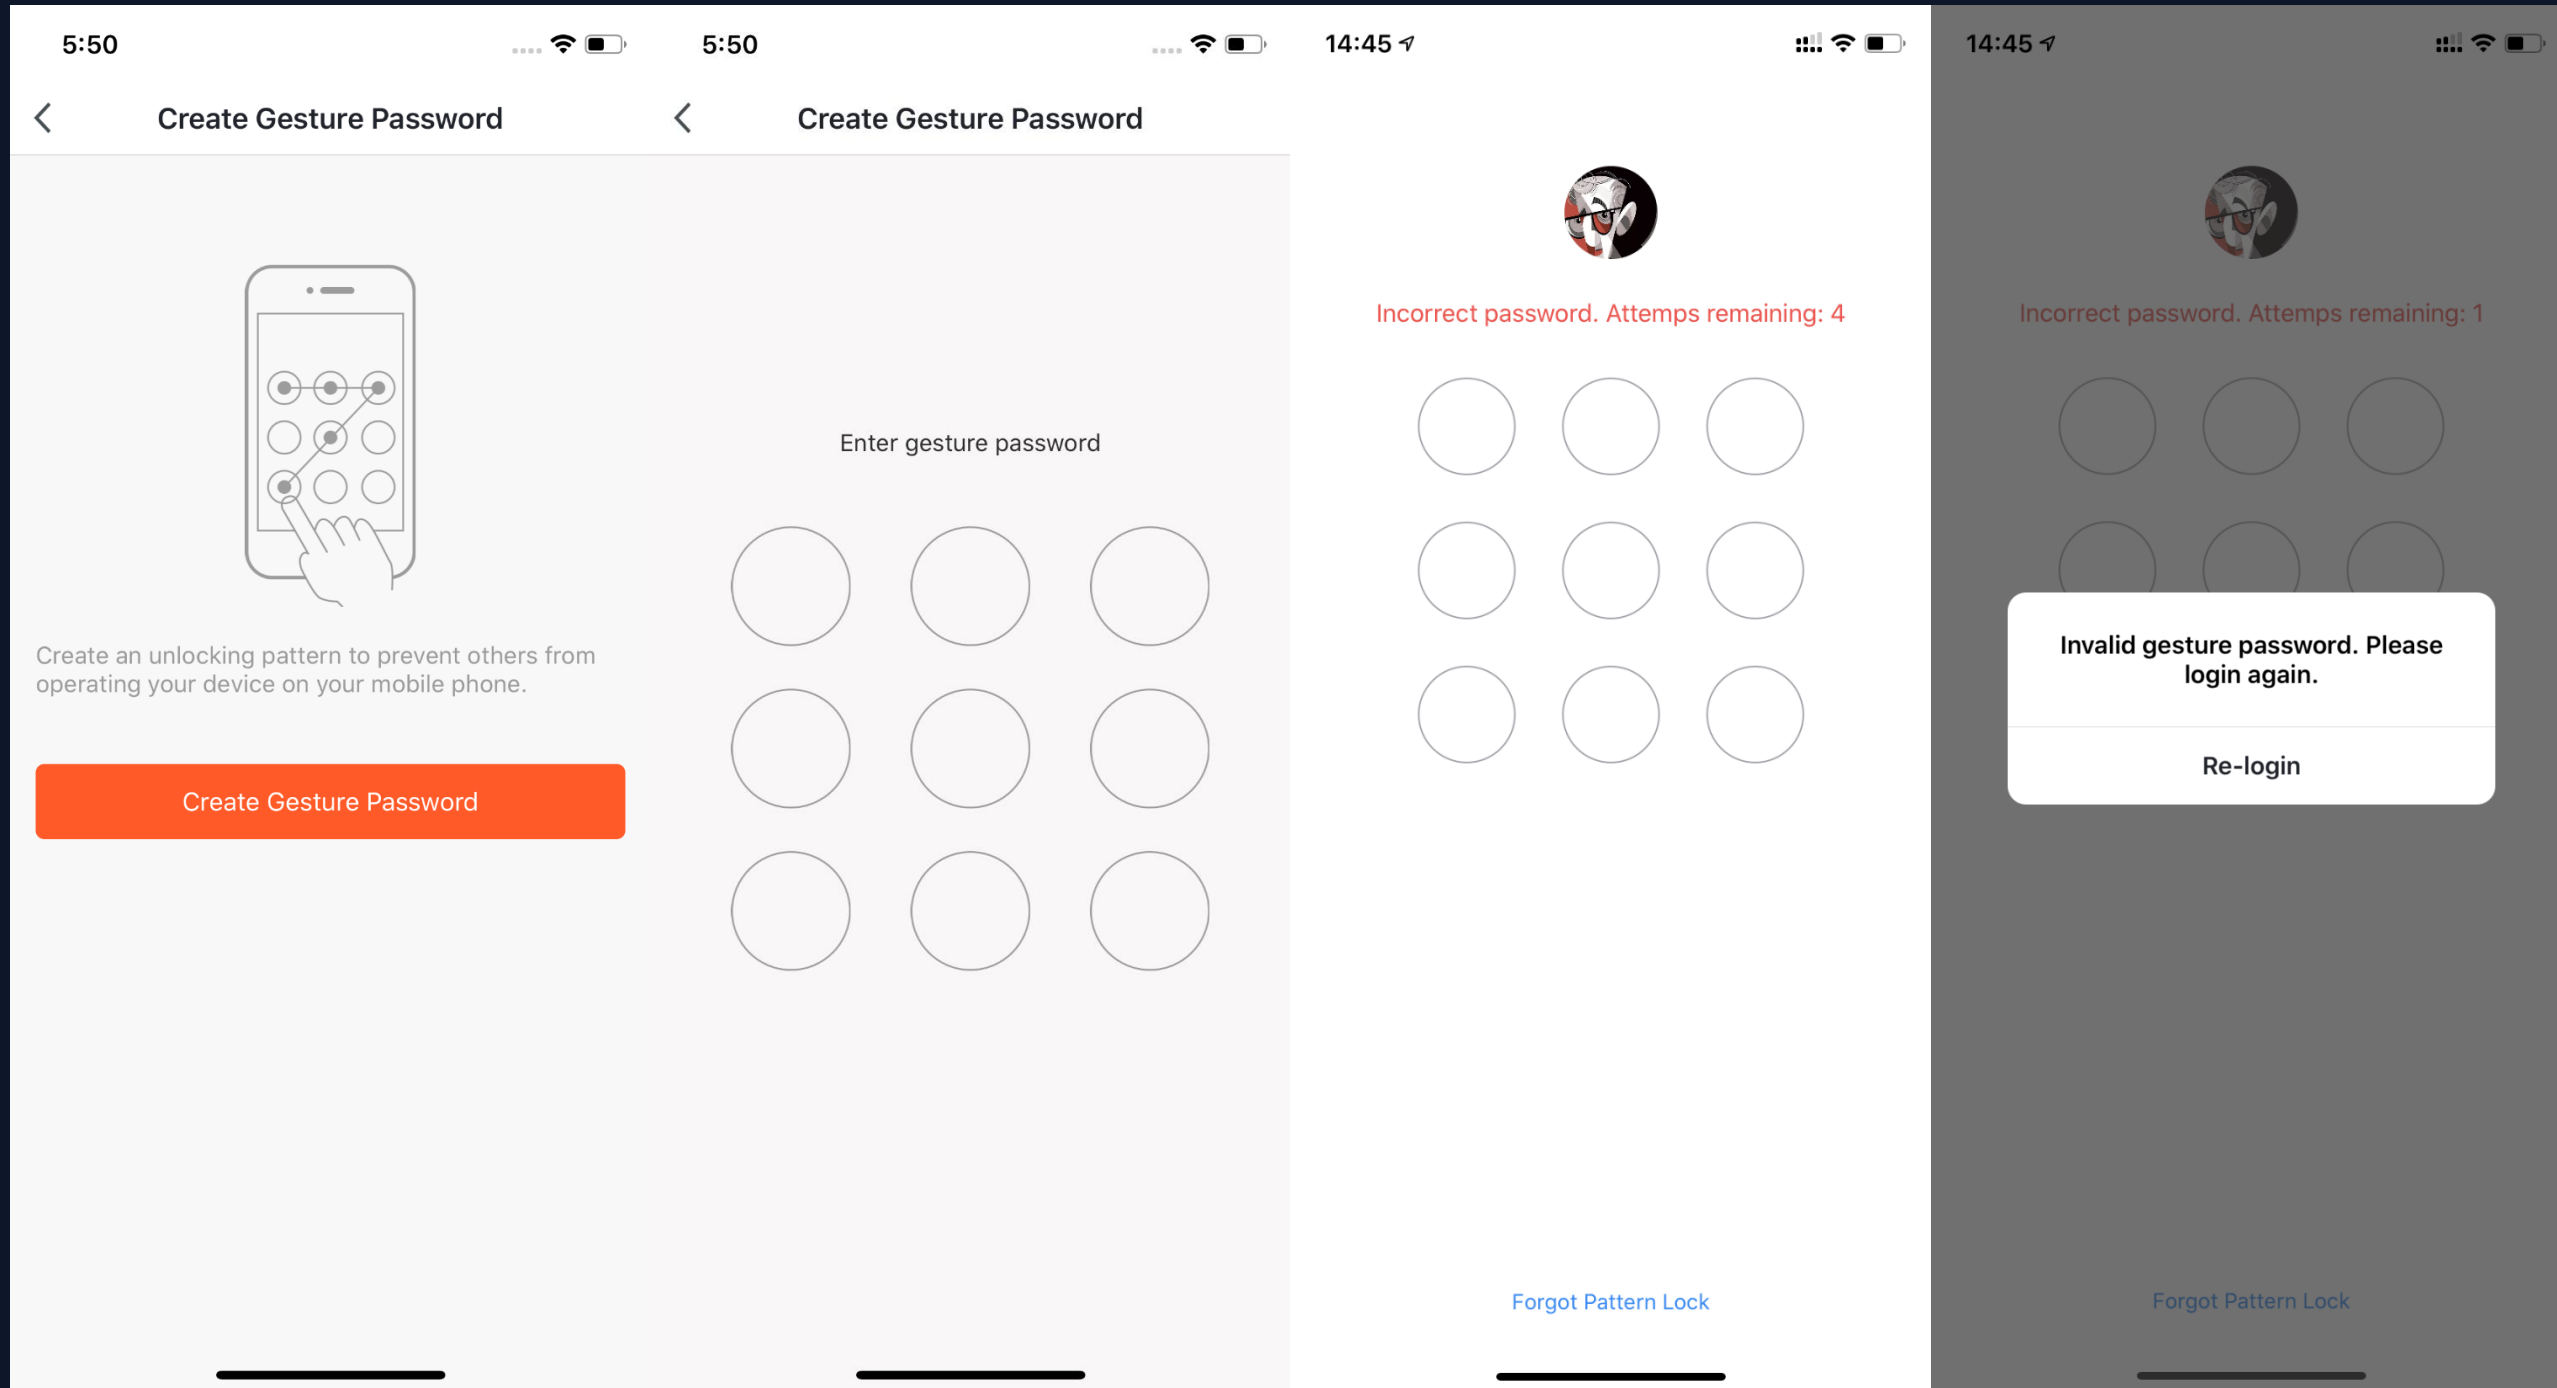 5:50
Create Gesture Password
Create an unlocking pattern to prevent others from
operating your device on your mobile phone.
Create Gesture Password
5:50
Create Gesture Password
Enter gesture password
14:45
Incorrect password. Attemps remaining: 4
Forgot Pattern Lock
14:45
Incorrect password. Attemps remaining: 1
Invalid gesture password. Please
login again.
Re-login
Forgot Pattern Lock